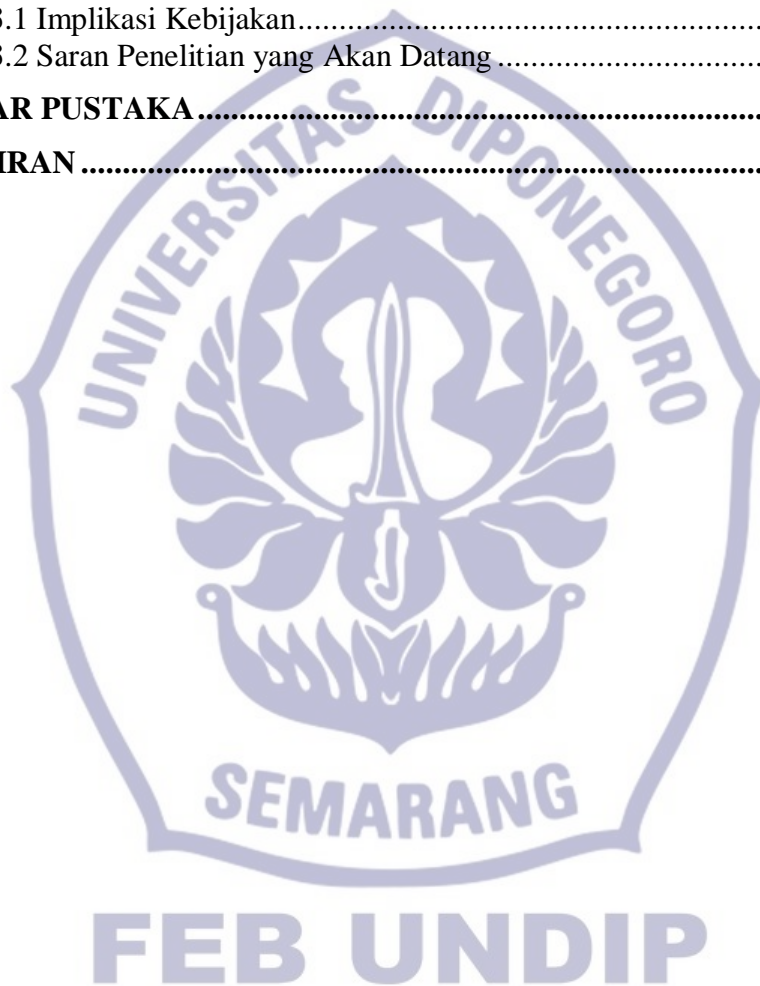 3.1 Implikasi Kebijakan
3.2 Saran Penelitian yang Akan Datang
AR PUSTAKA
IRAN
UNIVERSITAS DIPONEGORO
SEMARANG
FEB UNDIP